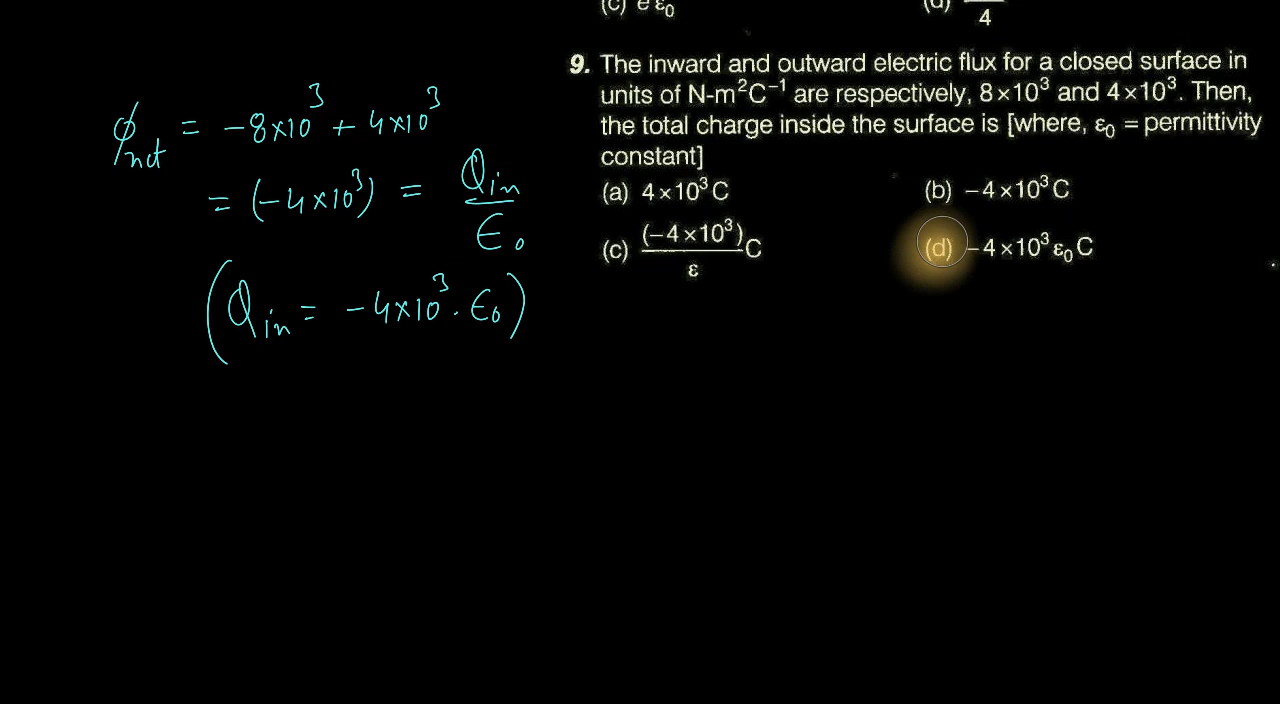 (c) e ε₀ (d) 4
9. The inward and outward electric flux for a closed surface in
units of N-m²C⁻¹ are respectively, 8×10³ and 4×10³. Then,
the total charge inside the surface is [where, ε₀ = permittivity
constant]
(a) 4×10³ C (b) −4×10³ C
(c) (−4×10³)/ε C (d) −4×10³ ε₀ C
ϕnet = −8×10³ + 4×10³
= (−4×10³) = Qin/ϵ₀
(Qin = −4×10³ · ϵ₀)